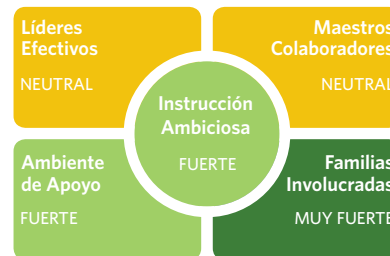 Líderes
Efectivos
NEUTRAL
Maestros
Colaboradores
NEUTRAL
Instrucción
Ambiciosa
FUERTE
Ambiente
de Apoyo
FUERTE
Familias
Involucradas
MUY FUERTE